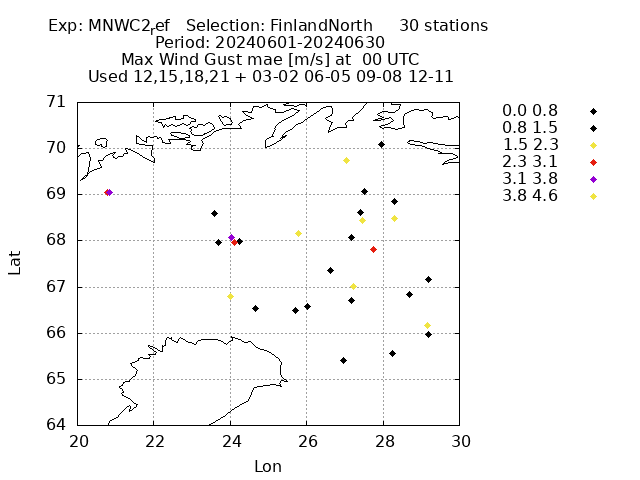 Exp: MNWC2ref   Selection: FinlandNorth     30 stations
Period: 20240601-20240630
Max Wind Gust mae [m/s] at  00 UTC
Used 12,15,18,21 + 03-02 06-05 09-08 12-11
0.0 0.8
0.8 1.5
1.5 2.3
2.3 3.1
3.1 3.8
3.8 4.6
71
70
69
68
67
66
65
64
Lat
20 22 24 26 28 30
Lon